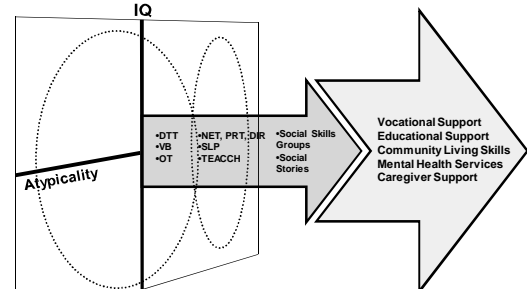 IQ
Atypicality
•DTT
•VB
•OT
•NET, PRT, DIR
•SLP
•TEACCH
•Social Skills
Groups
•Social
Stories
Vocational Support
Educational Support
Community Living Skills
Mental Health Services
Caregiver Support